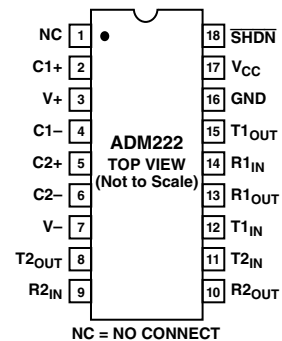 NC 1 18 SHDN
C1+ 2 17 VCC
V+ 3 16 GND
C1– 4 15 T1OUT
C2+ 5 14 R1IN
C2– 6 13 R1OUT
V– 7 12 T1IN
T2OUT 8 11 T2IN
R2IN 9 10 R2OUT
ADM222
TOP VIEW
(Not to Scale)
NC = NO CONNECT